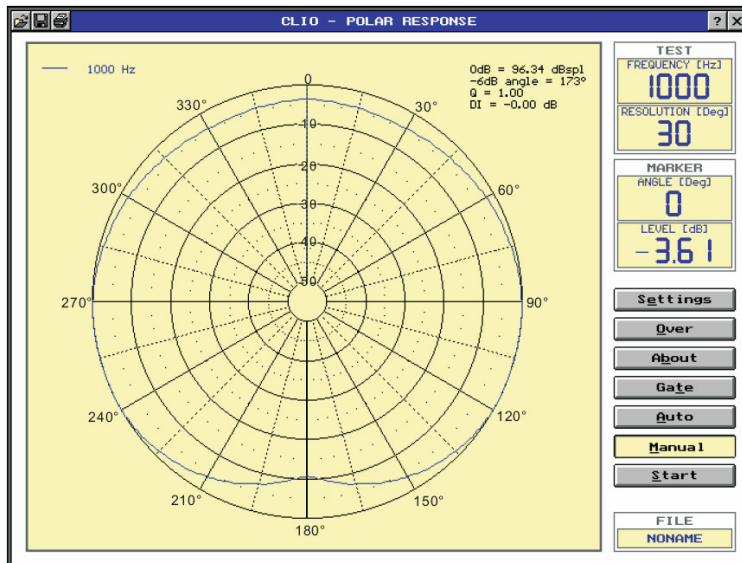 CLIO - POLAR RESPONSE
? X
1000 Hz
0dB = 96.34 dBspl
-6dB angle = 173°
Q = 1.00
DI = -0.00 dB
0
330°
30°
-10
300°
60°
20
-30
40
270°
90°
50
240°
120°
210°
150°
180°
TEST
FREQUENCY [Hz]
1000
RESOLUTION [Deg]
30
MARKER
ANGLE [Deg]
0
LEVEL [dB]
-3.61
Settings
Over
About
Gate
Auto
Manual
Start
FILE
NONAME